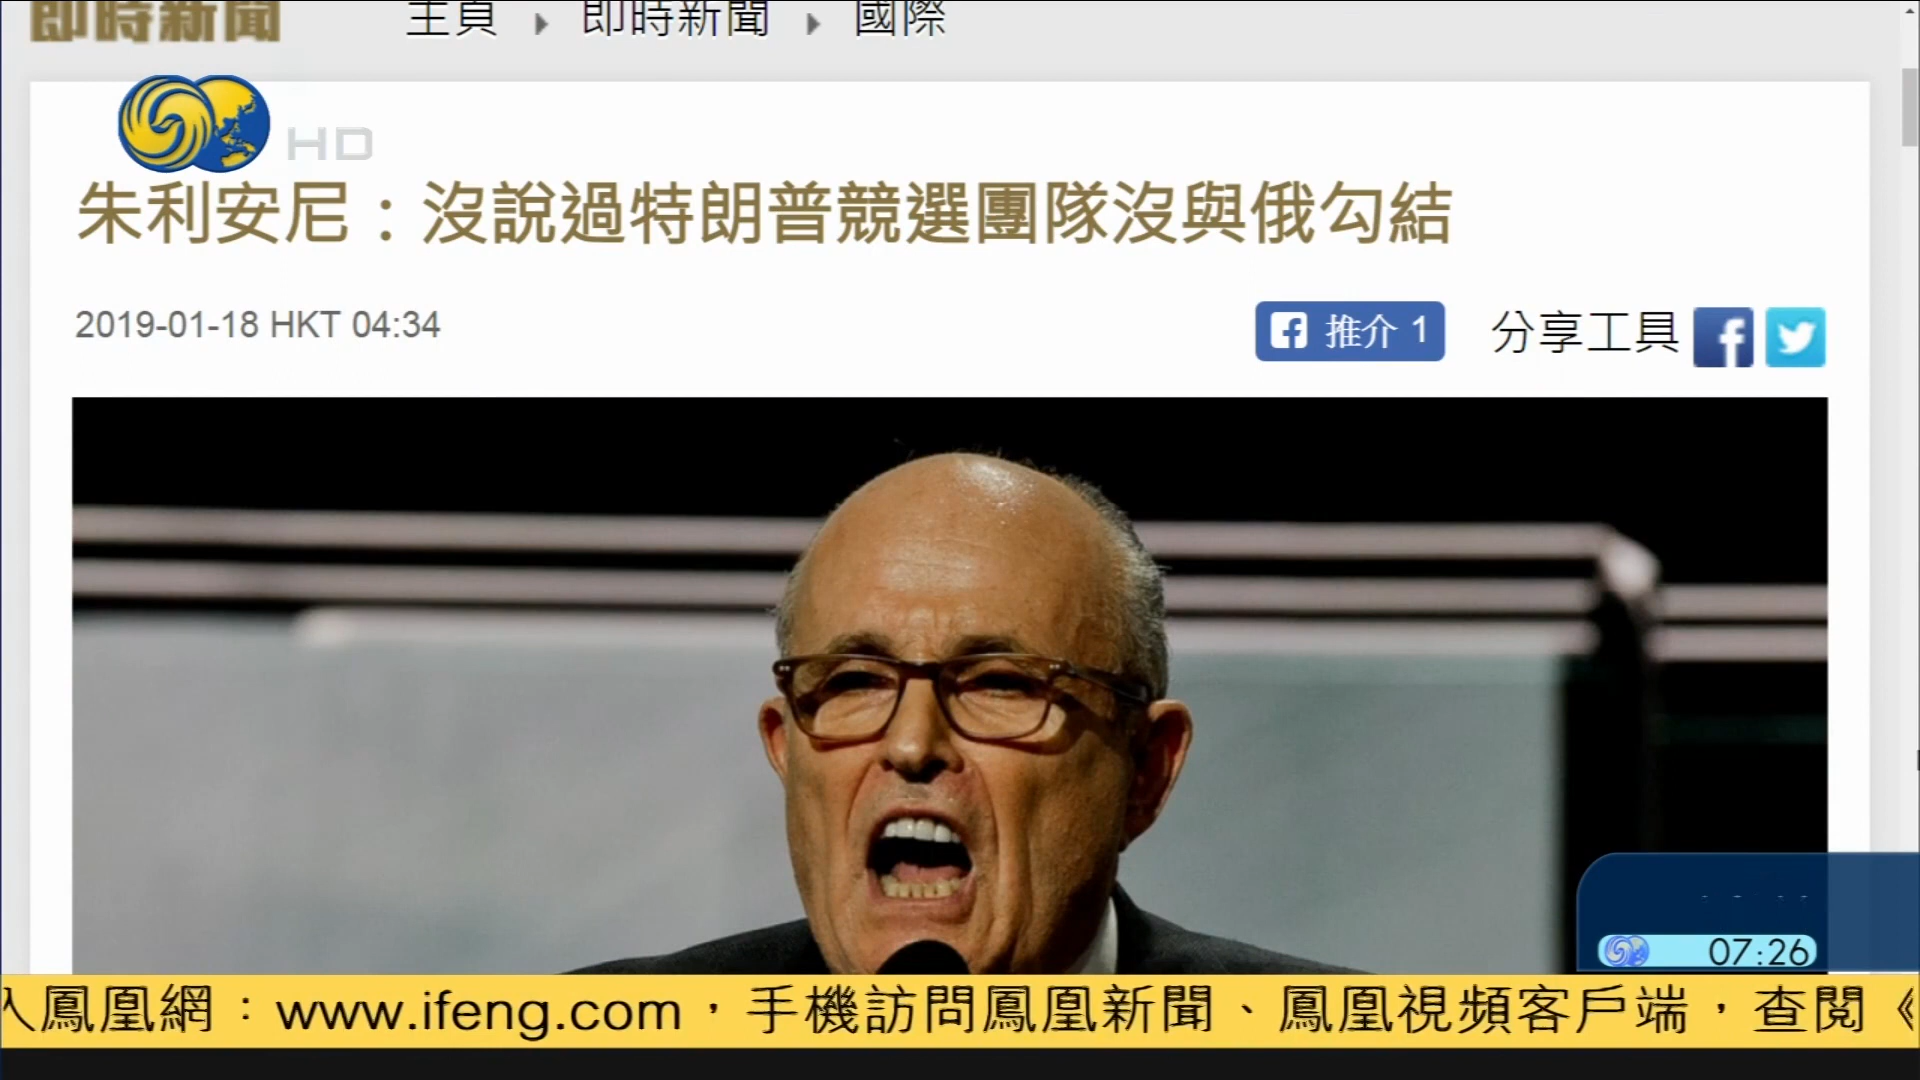 即時新聞 主頁 即時新聞 國際
HD
朱利安尼：沒說過特朗普競選團隊沒與俄勾結
2019-01-18 HKT 04:34
推介 1 分享工具
07:26
入鳳凰網：www.ifeng.com，手機訪問鳳凰新聞、鳳凰視頻客戶端，查閱《